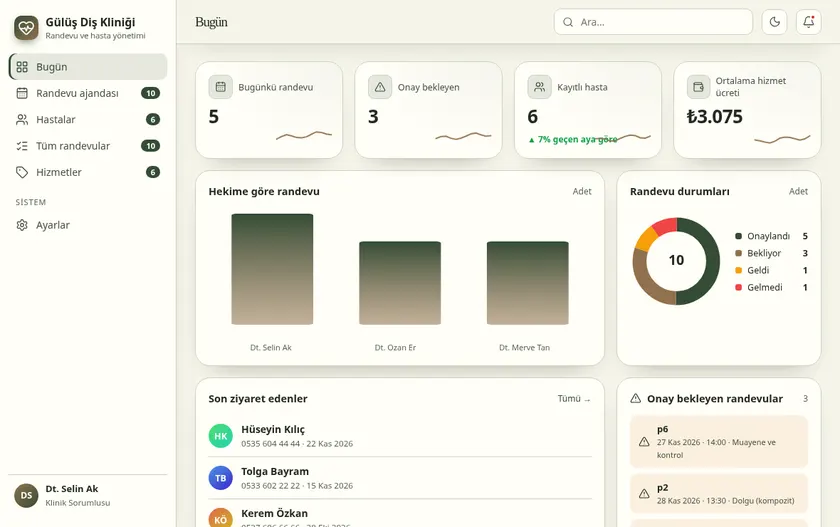 Gülüş Diş Kliniği
Randevu ve hasta yönetimi
Bugün
Randevu ajandası 10
Hastalar 6
Tüm randevular 10
Hizmetler 6
SİSTEM
Ayarlar
Dt. Selin Ak
Klinik Sorumlusu
DS
Bugün
Ara...
Bugünkü randevu
5
Onay bekleyen
3
Kayıtlı hasta
6
▲ 7% geçen aya göre
Ortalama hizmet
ücreti
₺3.075
Hekime göre randevu Adet
Dt. Selin Ak Dt. Ozan Er Dt. Merve Tan
Randevu durumları Adet
10
Onaylandı 5
Bekliyor 3
Geldi 1
Gelmedi 1
Son ziyaret edenler Tümü →
HK
Hüseyin Kılıç
0535 604 44 44 · 22 Kas 2026
TB
Tolga Bayram
0533 602 22 22 · 15 Kas 2026
KÖ
Kerem Özkan
Onay bekleyen randevular 3
p6
27 Kas 2026 · 14:00 · Muayene ve
kontrol
p2
28 Kas 2026 · 13:30 · Dolgu (kompozit)